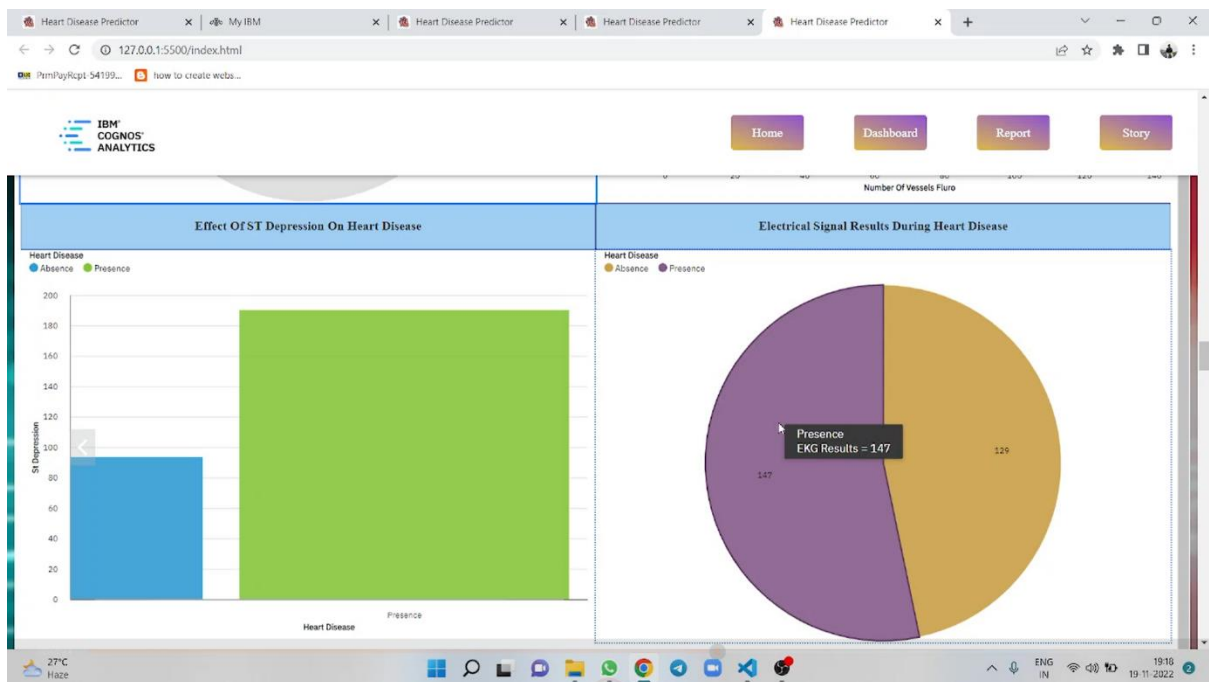 Heart Disease Predictor
My IBM
Heart Disease Predictor
Heart Disease Predictor
Heart Disease Predictor
127.0.0.1:5500/index.html
PrmPayRcpt-54199...
how to create webs...
IBM®
COGNOS®
ANALYTICS
Home
Dashboard
Report
Story
Number Of Vessels Fluro
Effect Of ST Depression On Heart Disease
Electrical Signal Results During Heart Disease
Heart Disease
Absence Presence
200
180
160
140
120
100
80
60
40
20
0
St Depression
Presence
Heart Disease
Heart Disease
Absence Presence
Presence
EKG Results = 147
147
129
27°C
Haze
ENG
IN
19:18
19-11-2022
2